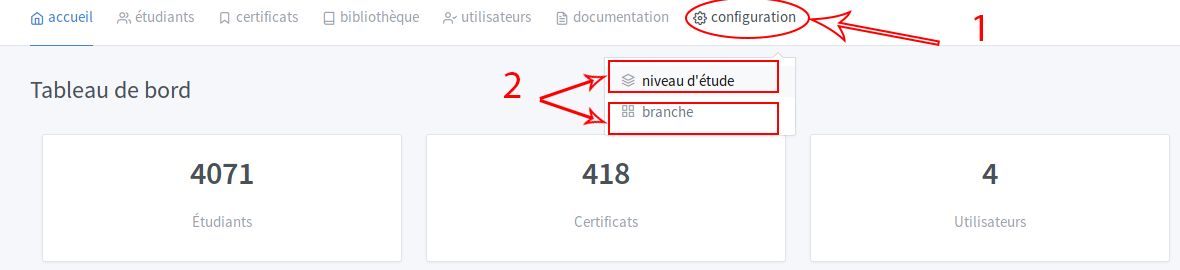 accueil étudiants certificats bibliothèque utilisateurs documentation configuration 1
2 niveau d'étude
branche
Tableau de bord
4071 418 4
Étudiants Certificats Utilisateurs